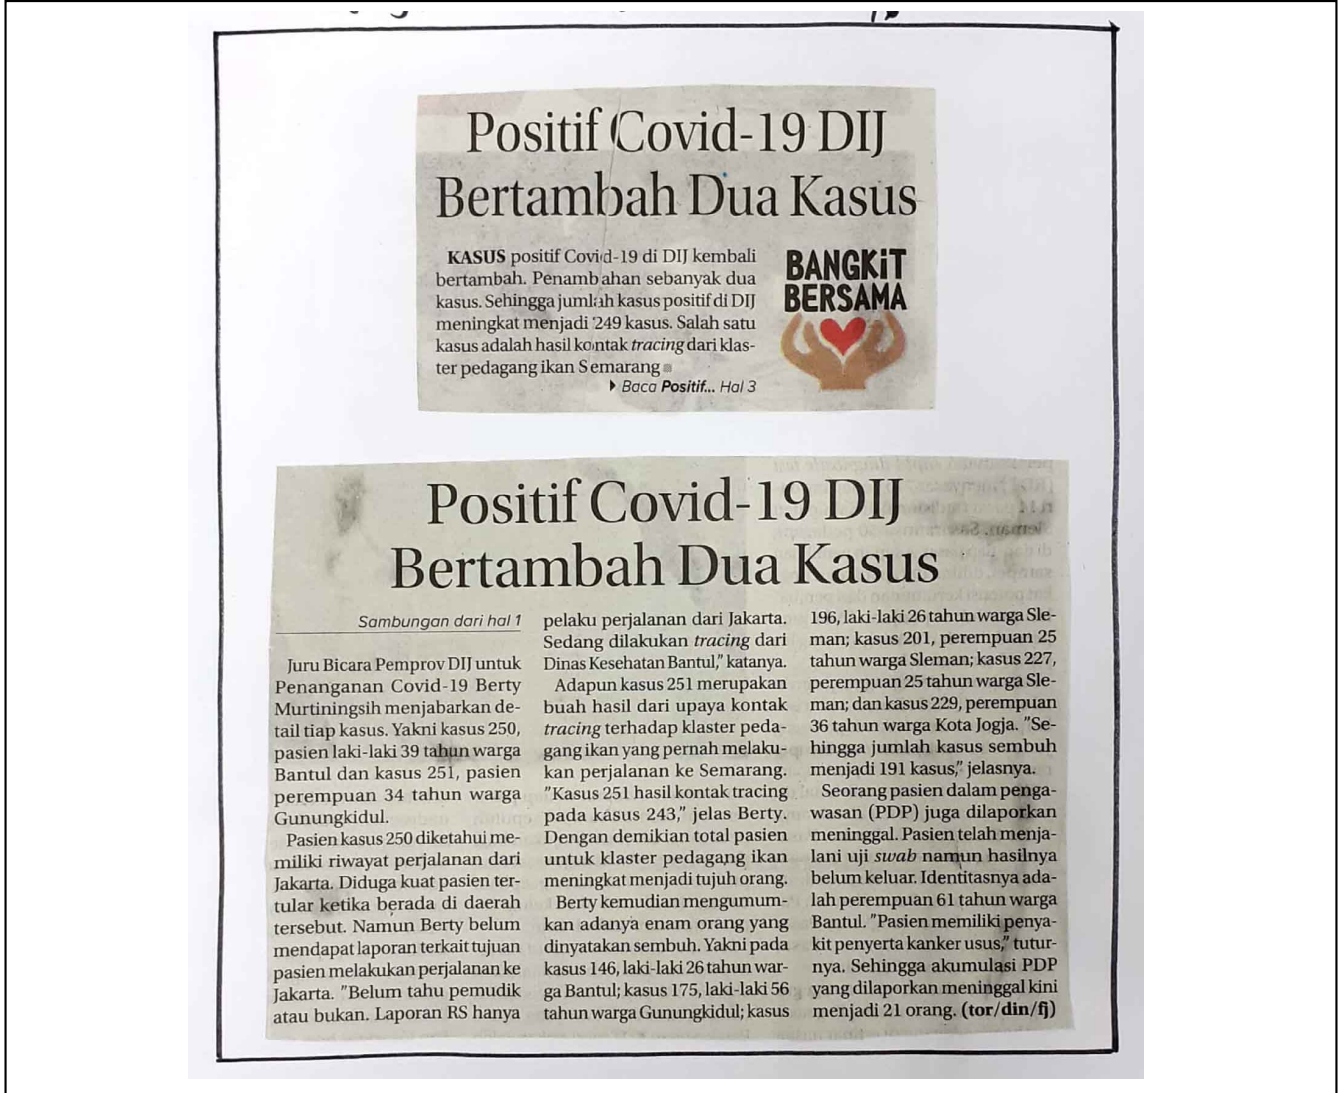 Positif Covid-19 DIJ
Bertambah Dua Kasus
KASUS positif Covid-19 di DIJ kembali
bertambah. Penambahan sebanyak dua
kasus. Sehingga jumlah kasus positif di DIJ
meningkat menjadi 249 kasus. Salah satu
kasus adalah hasil kontak tracing dari klas-
ter pedagang ikan Semarang
Baca Positif... Hal 3
BANGKiT
BERSAMA
Positif Covid-19 DIJ
Bertambah Dua Kasus
Sambungan dari hal 1
Juru Bicara Pemprov DIJ untuk
Penanganan Covid-19 Berty
Murtiningsih menjabarkan de-
tail tiap kasus. Yakni kasus 250,
pasien laki-laki 39 tahun warga
Bantul dan kasus 251, pasien
perempuan 34 tahun warga
Gunungkidul.
Pasien kasus 250 diketahui me-
miliki riwayat perjalanan dari
Jakarta. Diduga kuat pasien ter-
tular ketika berada di daerah
tersebut. Namun Berty belum
mendapat laporan terkait tujuan
pasien melakukan perjalanan ke
Jakarta. "Belum tahu pemudik
atau bukan. Laporan RS hanya
pelaku perjalanan dari Jakarta.
Sedang dilakukan tracing dari
Dinas Kesehatan Bantul," katanya.
Adapun kasus 251 merupakan
buah hasil dari upaya kontak
tracing terhadap klaster peda-
gang ikan yang pernah melaku-
kan perjalanan ke Semarang.
"Kasus 251 hasil kontak tracing
pada kasus 243," jelas Berty.
Dengan demikian total pasien
untuk klaster pedagang ikan
meningkat menjadi tujuh orang.
Berty kemudian mengumum-
kan adanya enam orang yang
dinyatakan sembuh. Yakni pada
kasus 146, laki-laki 26 tahun war-
ga Bantul; kasus 175, laki-laki 56
tahun warga Gunungkidul; kasus
196, laki-laki 26 tahun warga Sle-
man; kasus 201, perempuan 25
tahun warga Sleman; kasus 227,
perempuan 25 tahun warga Sle-
man; dan kasus 229, perempuan
36 tahun warga Kota Jogja. "Se-
hingga jumlah kasus sembuh
menjadi 191 kasus," jelasnya.
Seorang pasien dalam penga-
wasan (PDP) juga dilaporkan
meninggal. Pasien telah menja-
lani uji swab namun hasilnya
belum keluar. Identitasnya ada-
lah perempuan 61 tahun warga
Bantul. "Pasien memiliki penya-
kit penyerta kanker usus," tutur-
nya. Sehingga akumulasi PDP
yang dilaporkan meninggal kini
menjadi 21 orang. (tor/din/fj)